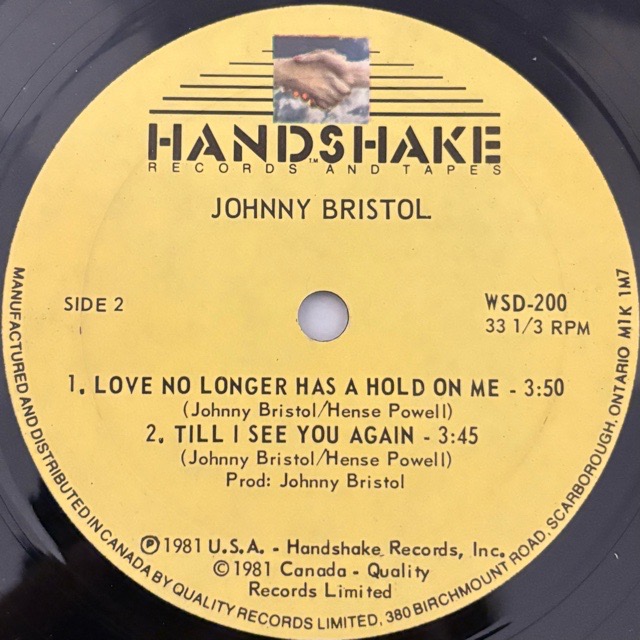 HANDSHAKE™
RECORDS AND TAPES
JOHNNY BRISTOL
SIDE 2
WSD-200
33 1/3 RPM
1. LOVE NO LONGER HAS A HOLD ON ME - 3:50
(Johnny Bristol/Hense Powell)
2. TILL I SEE YOU AGAIN - 3:45
(Johnny Bristol/Hense Powell)
Prod: Johnny Bristol
℗1981 U.S.A. - Handshake Records, Inc.
©1981 Canada - Quality
Records Limited
MANUFACTURED AND DISTRIBUTED IN CANADA BY QUALITY RECORDS LIMITED, 380 BIRCHMOUNT ROAD, SCARBOROUGH, ONTARIO M1K 1M7